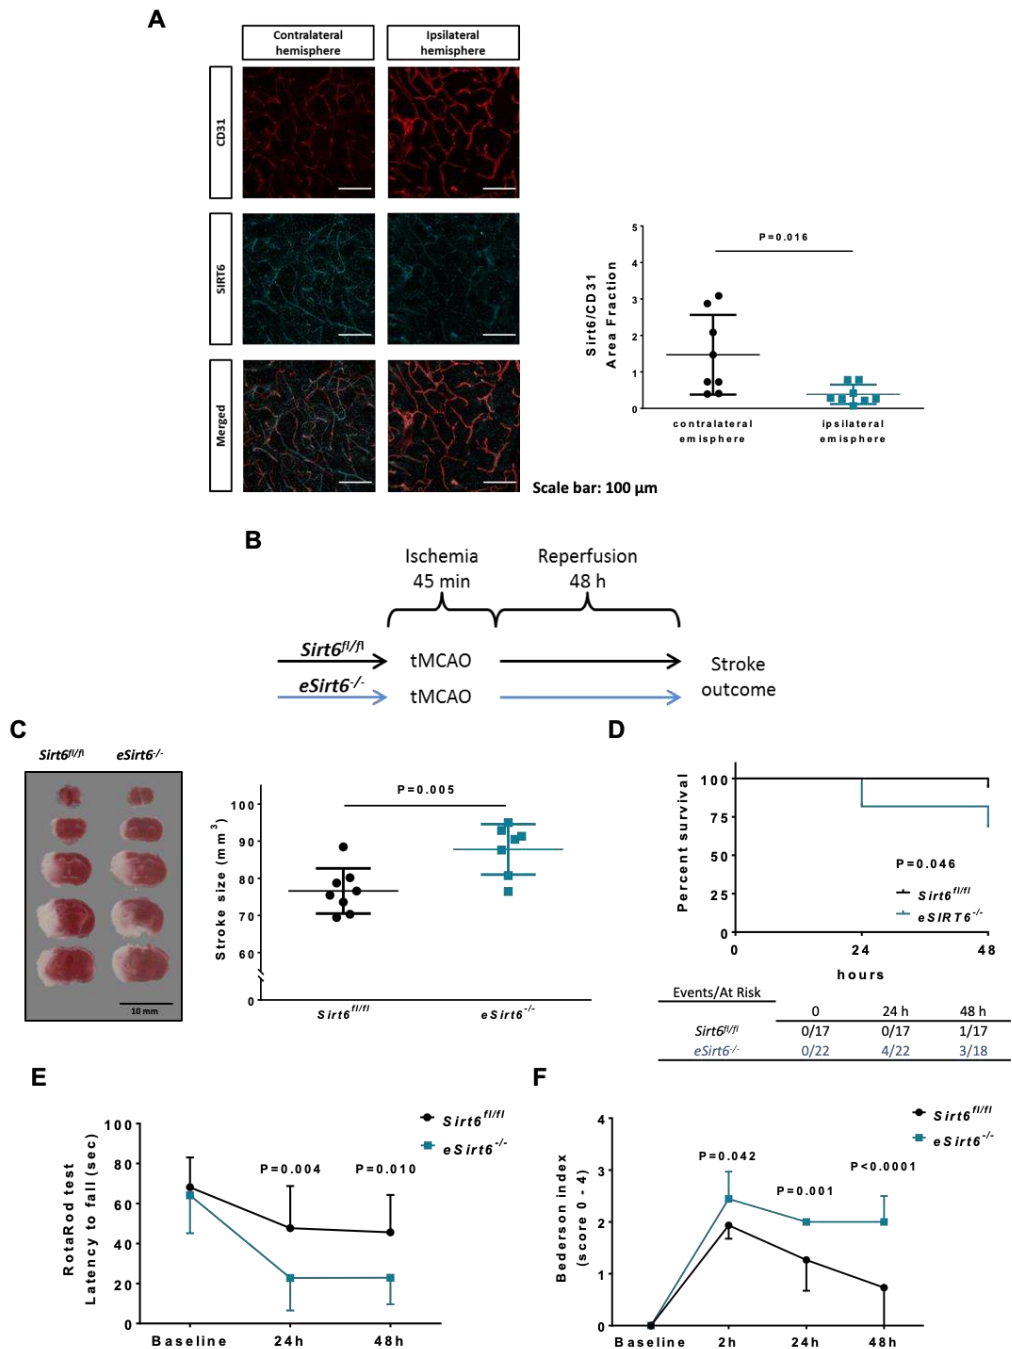 A
Contralateral
hemisphere
Ipsilateral
hemisphere
CD31
SIRT6
Merged
Scale bar: 100 µm
Sirt6/CD31
Area Fraction
5
4
3
2
1
0
P=0.016
contralateral
emisphere
ipsilateral
emisphere
B
Ischemia
45 min
Reperfusion
48 h
Sirt6fl/fl
tMCAO
eSirt6-/-
tMCAO
Stroke
outcome
C
Sirt6fl/fl
eSirt6-/-
10 mm
Stroke size (mm3)
100
90
80
70
60
0
P=0.005
Sirt6fl/fl
eSirt6-/-
D
Percent survival
100
75
50
25
0
24
48
hours
P=0.046
Sirt6fl/fl
eSIRT6-/-
Events/At Risk
0 24 h 48 h
Sirt6fl/fl 0/17 0/17 1/17
eSirt6-/- 0/22 4/22 3/18
E
RotaRod test
Latency to fall (sec)
100
80
60
40
20
0
P=0.004
P=0.010
Sirt6fl/fl
eSirt6-/-
Baseline 24h 48h
F
Bederson index
(score 0 - 4)
4
3
2
1
0
P=0.042
P=0.001
P<0.0001
Sirt6fl/fl
eSirt6-/-
Baseline 2h 24h 48h